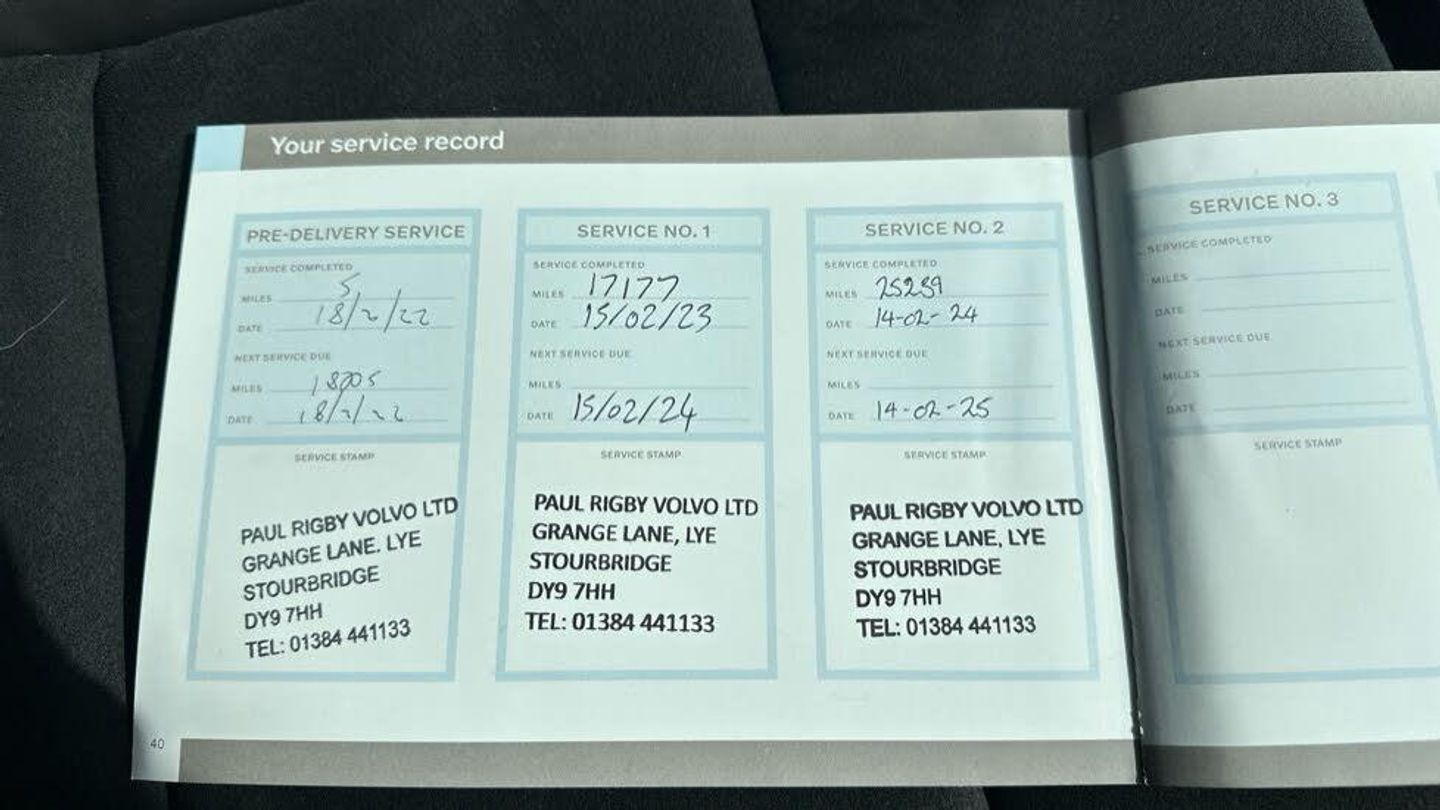 Your service record
PRE-DELIVERY SERVICE
SERVICE COMPLETED
MILES 5
DATE 18/2/22
NEXT SERVICE DUE
MILES
DATE 18/2/22
SERVICE STAMP
PAUL RIGBY VOLVO LTD
GRANGE LANE. LYE
STOURBRIDGE
DY9 7HH
TEL: 01384 441133
SERVICE NO. 1
SERVICE COMPLETED
MILES 17177
DATE 15/02/23
NEXT SERVICE DUE
MILES
DATE 15/02/24
SERVICE STAMP
PAUL RIGBY VOLVO LTD
GRANGE LANE, LYE
STOURBRIDGE
DY9 7HH
TEL: 01384 441133
SERVICE NO. 2
SERVICE COMPLETED
MILES 25239
DATE 14-02-24
NEXT SERVICE DUE
MILES
DATE 14-02-25
SERVICE STAMP
PAUL RIGBY VOLVO LTD
GRANGE LANE, LYE
STOURBRIDGE
DY9 7HH
TEL: 01384 441133
SERVICE NO. 3
SERVICE COMPLETED
MILES
DATE
NEXT SERVICE DUE
MILES
DATE
SERVICE STAMP
40